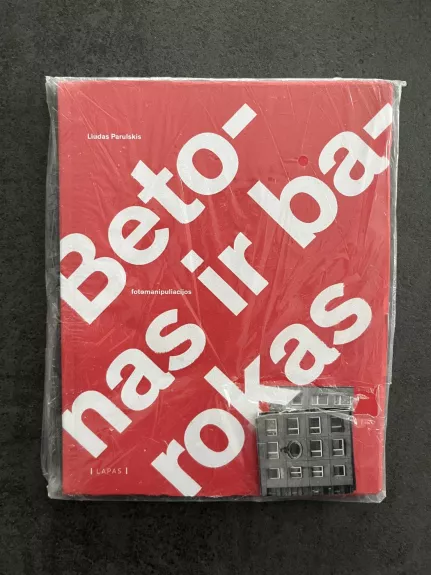 Liudas Parulskis
Beto-
nas ir ba-
rokas
fotomanipuliacijos
| LAPAS |